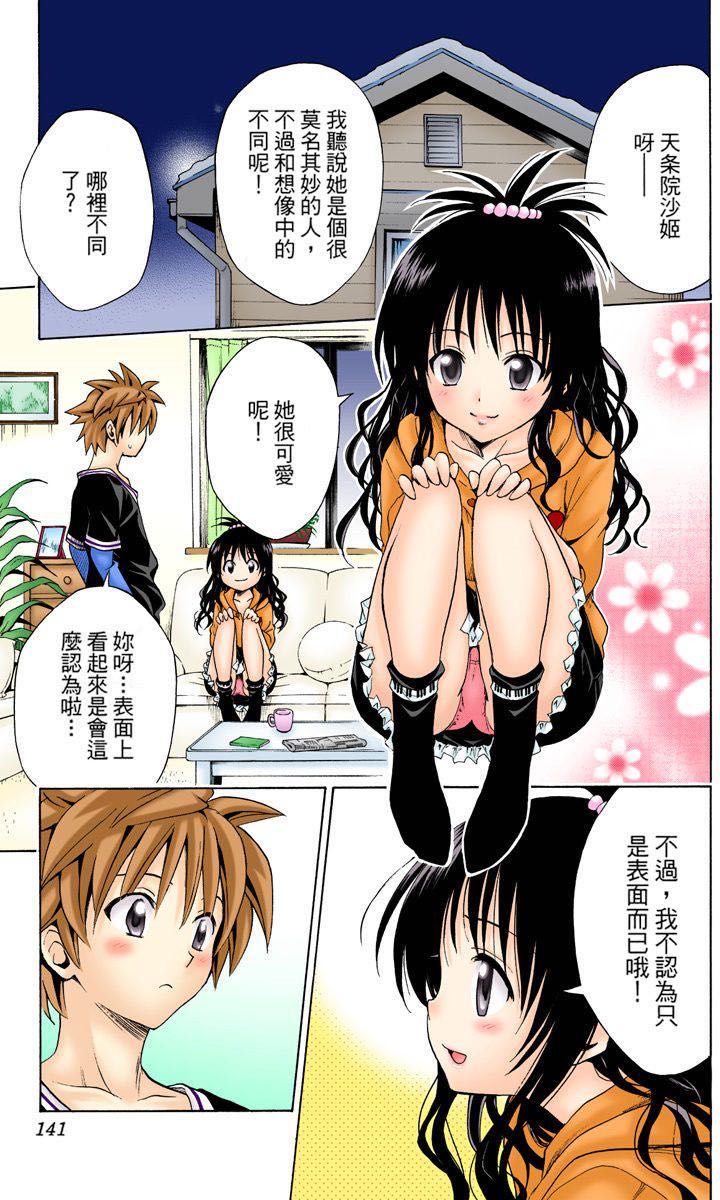 天条院沙姬
呀——
我聽說她是個很
莫名其妙的人，
不過和想像中的
不同呢！
哪裡不同
了？
她很可愛
呢！
妳呀…表面上
看起來是會這
麼認為啦…
不過，我不認為只
是表面而已哦！
141